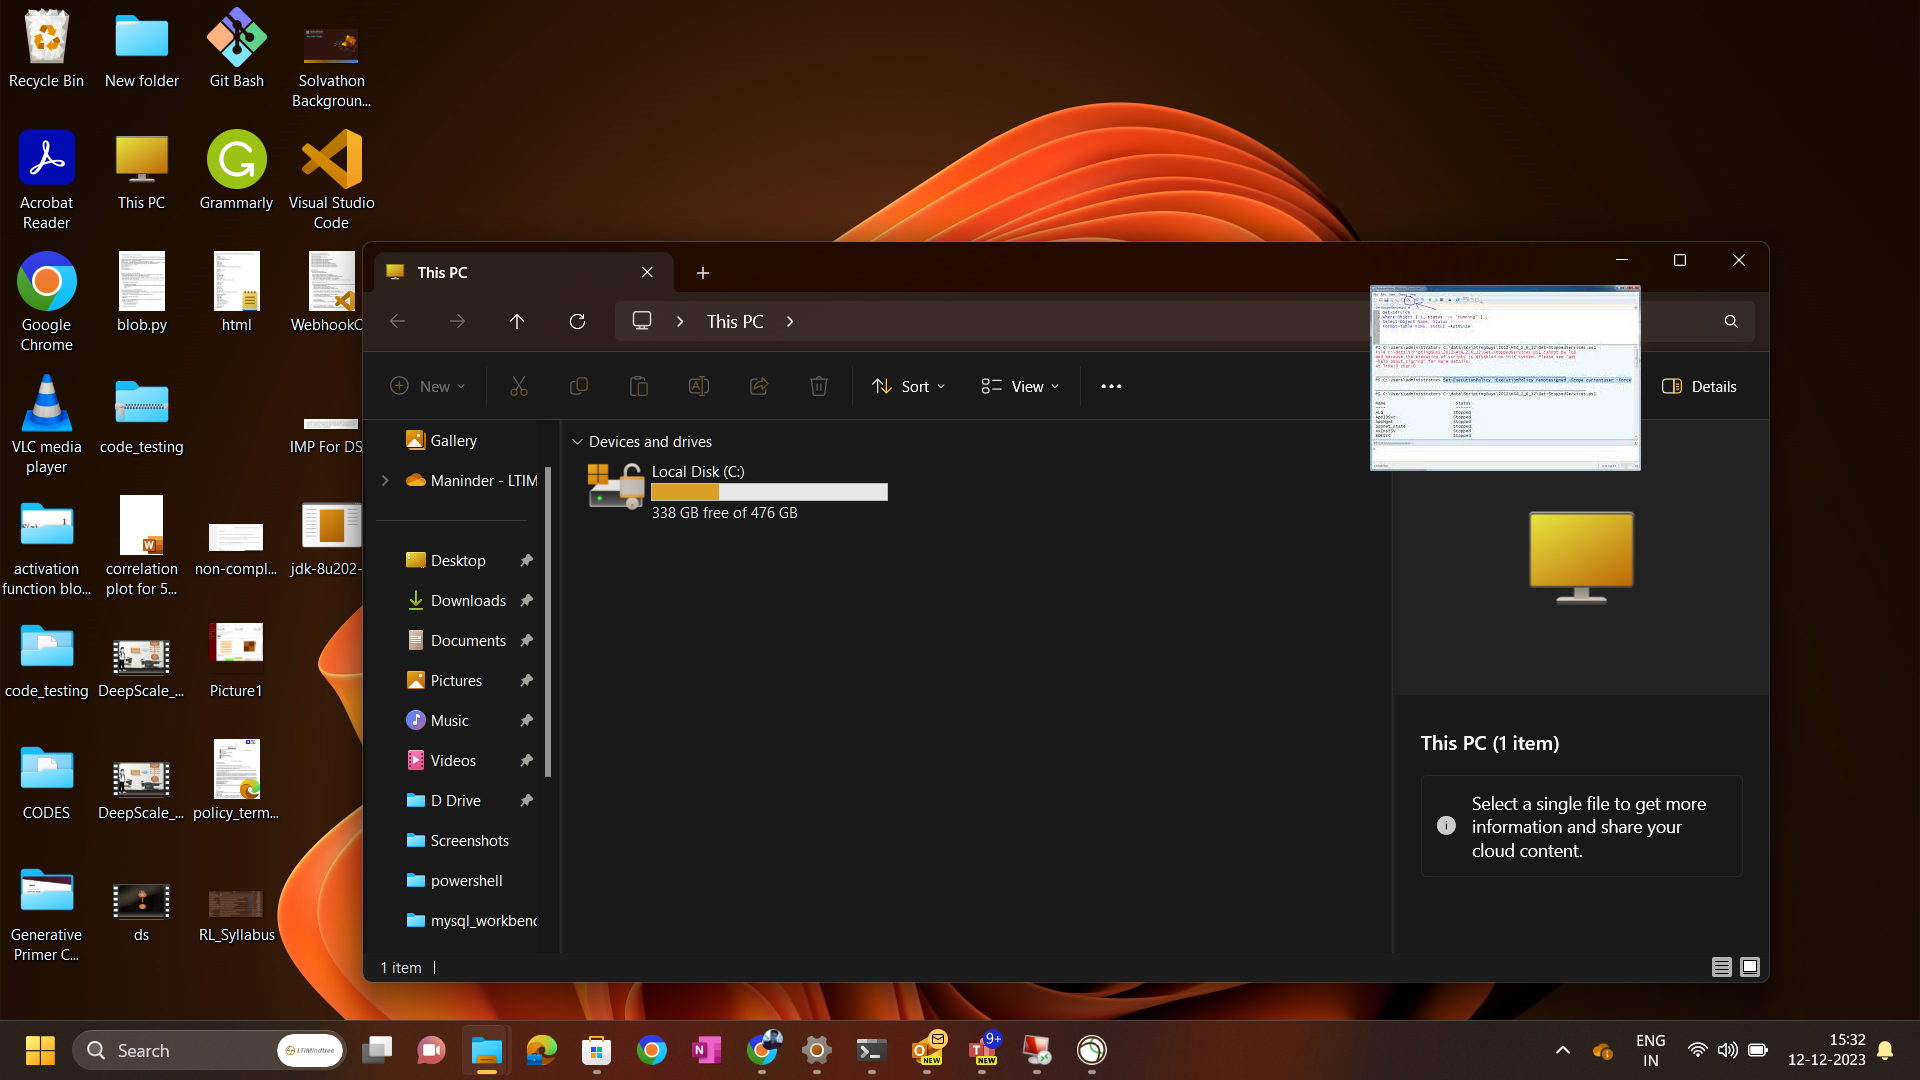 Recycle Bin
New folder
Git Bash
Solvathon
Backgroun...
Acrobat
Reader
This PC
Grammarly
Visual Studio
Code
Google
Chrome
blob.py
html
WebhookC
VLC media
player
code_testing
IMP For DS
activation
function blo...
correlation
plot for 5...
non-compl...
jdk-8u202-
code_testing
DeepScale_...
Picture1
CODES
DeepScale_...
policy_term...
Generative
Primer C...
ds
RL_Syllabus
This PC
This PC
New
Sort
View
Details
Gallery
Maninder - LTIM
Desktop
Downloads
Documents
Pictures
Music
Videos
D Drive
Screenshots
powershell
mysql_workbenc
Devices and drives
Local Disk (C:)
338 GB free of 476 GB
This PC (1 item)
Select a single file to get more
information and share your
cloud content.
1 item
Search
LTIMindtree
NEW
9+
NEW
ENG
IN
15:32
12-12-2023